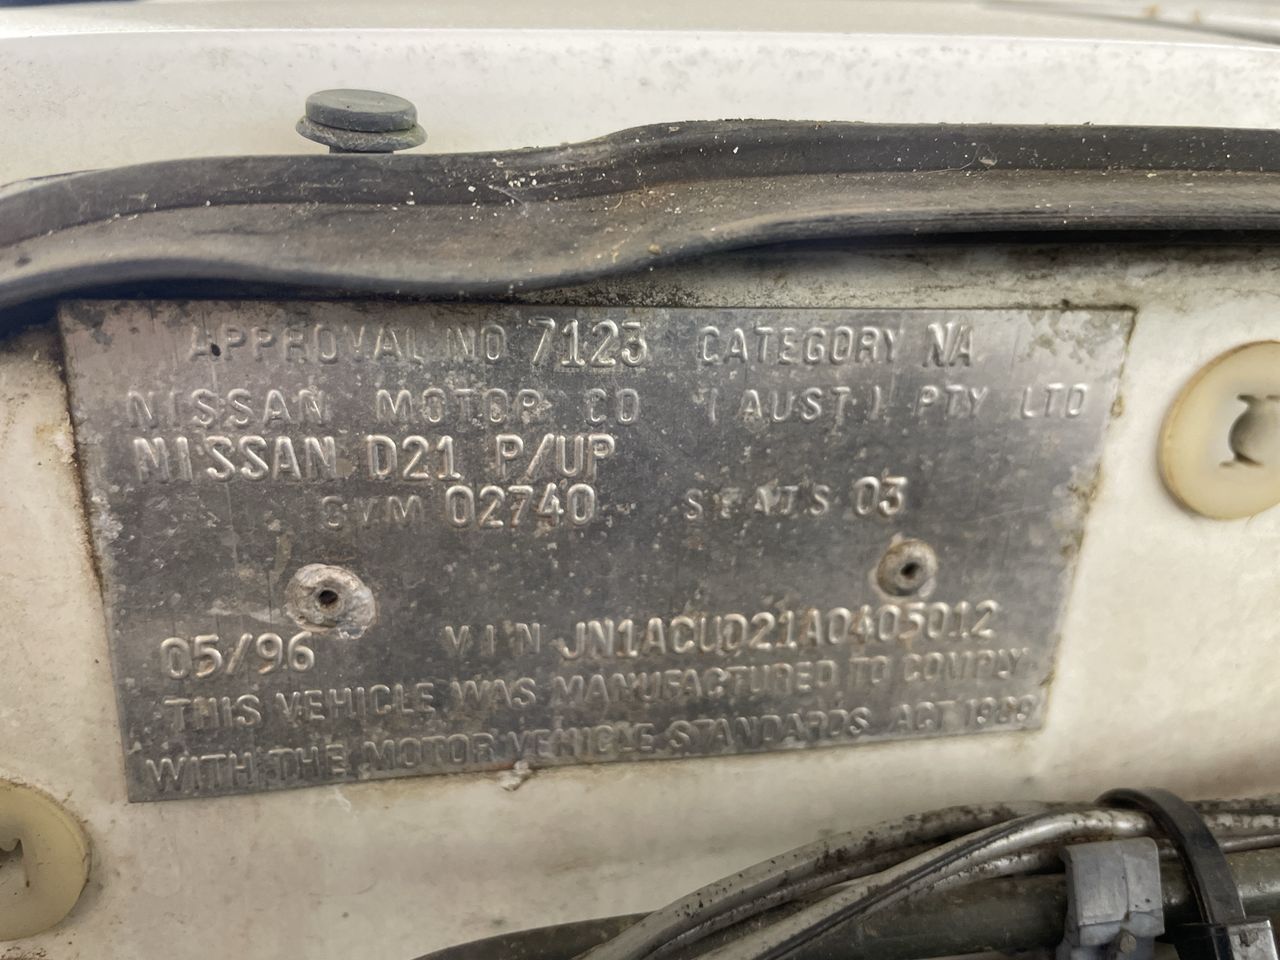 APPROVAL NO 7123 CATEGORY NA
NISSAN MOTOR CO (AUST) PTY LTD
NISSAN D21 P/UP
GVM 02740 SEATS 03
05/96 VIN JN1ACUD21A0405012
THIS VEHICLE WAS MANUFACTURED TO COMPLY
WITH THE MOTOR VEHICLE STANDARDS ACT 1989